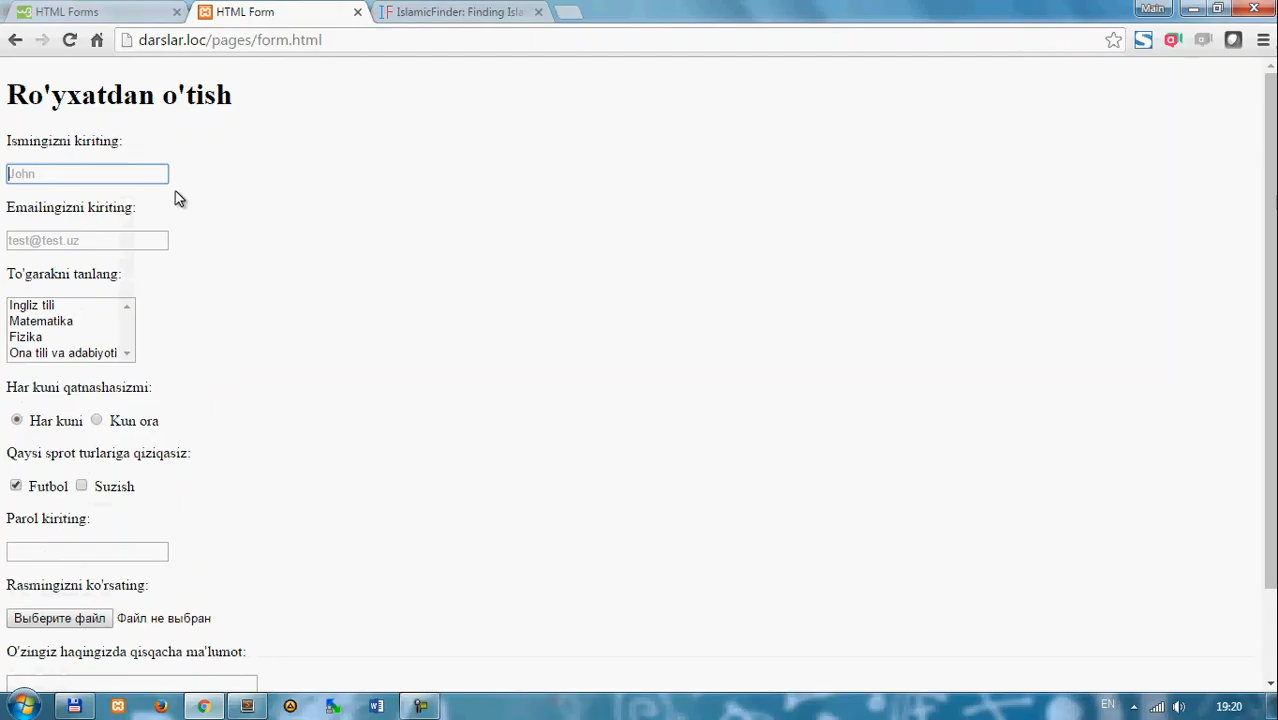 HTML Forms
HTML Form
IslamicFinder: Finding Isla
Main
darslar.loc/pages/form.html
Ro'yxatdan o'tish
Ismingizni kiriting:
John
Emailingizni kiriting:
test@test.uz
To'garakni tanlang:
Ingliz tili
Matematika
Fizika
Ona tili va adabiyoti
Har kuni qatnashasizmi:
Har kuni Kun ora
Qaysi sprot turlariga qiziqasiz:
Futbol Suzish
Parol kiriting:
Rasmingizni ko'rsating:
Выберите файл Файл не выбран
O'zingiz haqingizda qisqacha ma'lumot:
EN 19:20